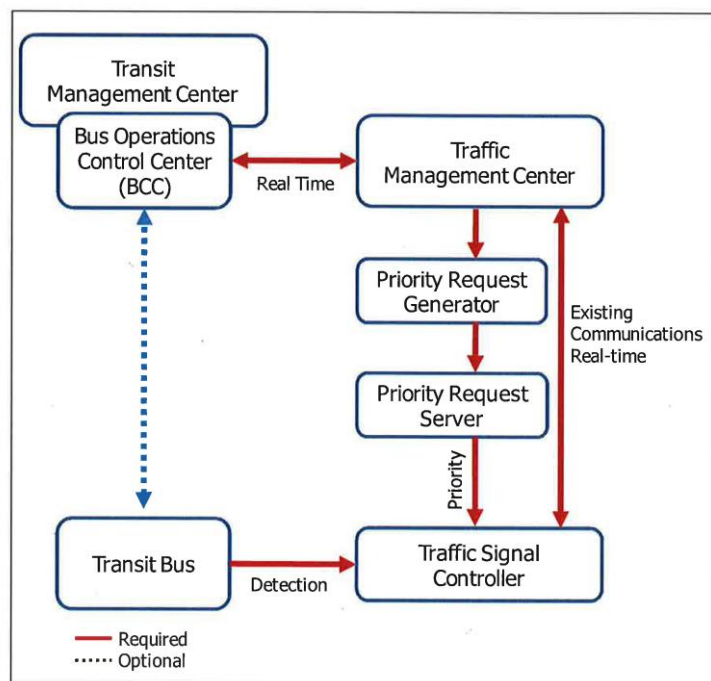 Transit
Management Center
Bus Operations
Control Center
(BCC)
Real Time
Traffic
Management Center
Priority Request
Generator
Existing
Communications
Real-time
Priority Request
Server
Priority
Transit Bus
Detection
Traffic Signal
Controller
Required
Optional